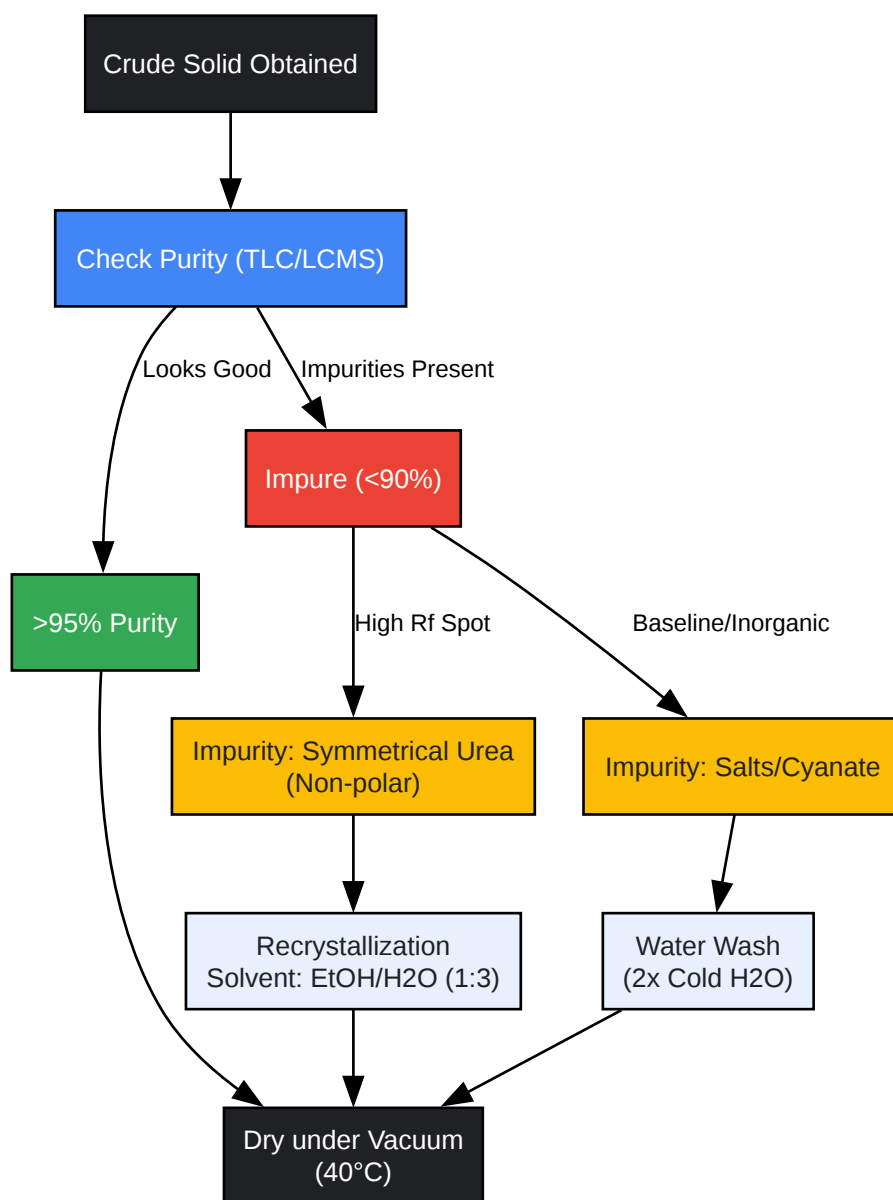 Crude Solid Obtained
Check Purity (TLC/LCMS)
Looks Good
Impurities Present
Impure (<90%)
>95% Purity
High Rf Spot
Baseline/Inorganic
Impurity: Symmetrical Urea
(Non-polar)
Impurity: Salts/Cyanate
Recrystallization
Solvent: EtOH/H2O (1:3)
Water Wash
(2x Cold H2O)
Dry under Vacuum
(40°C)